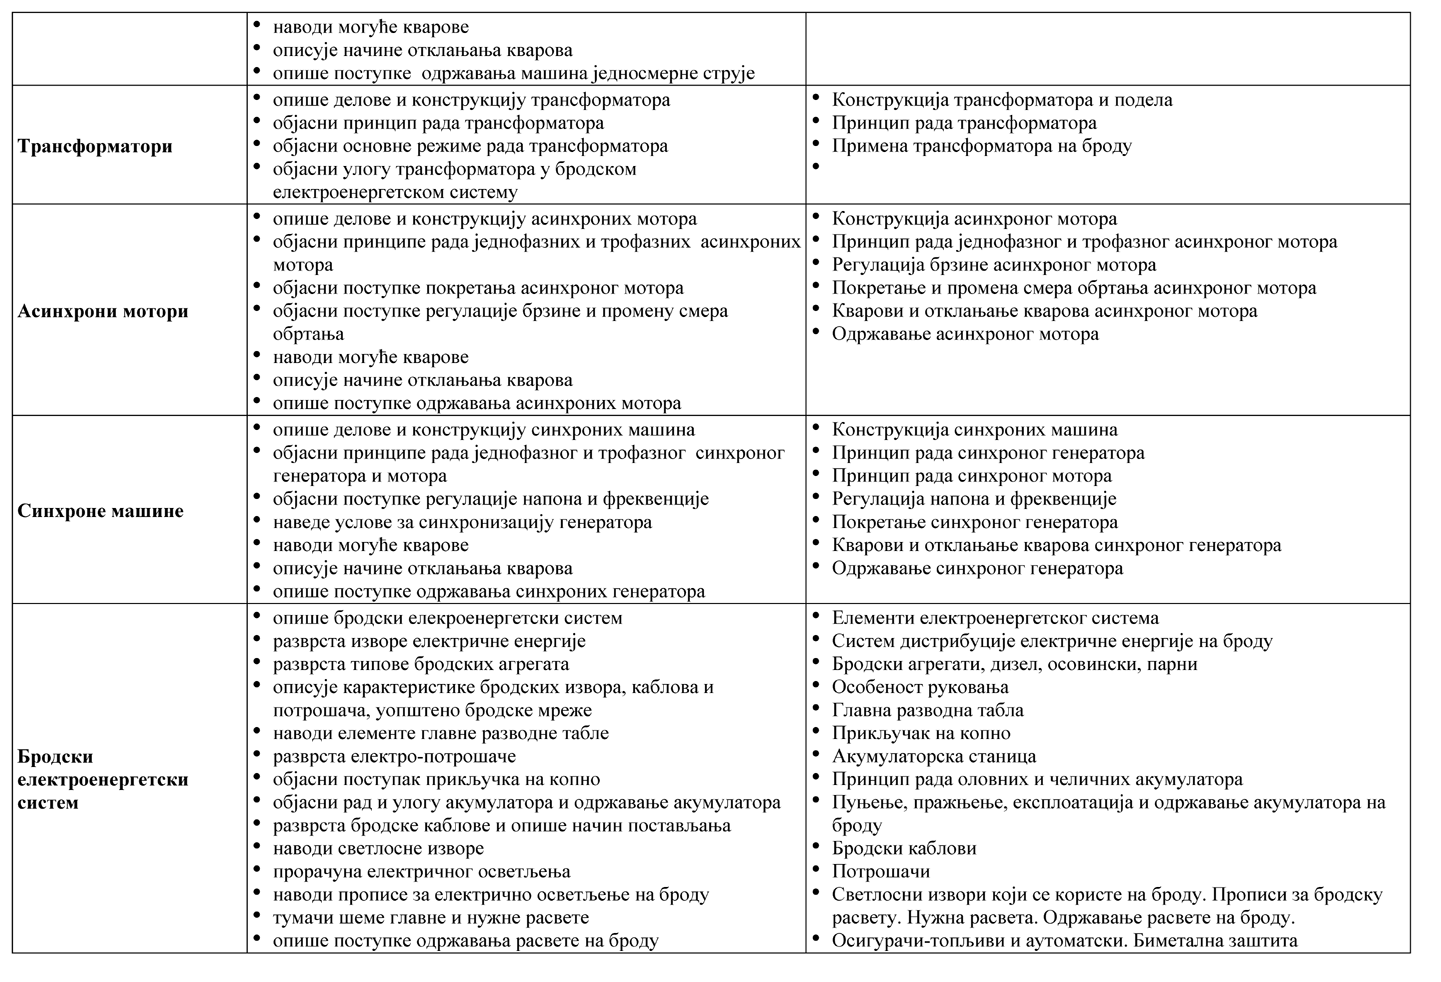 наводи могуће кварове
описује начине отклањања кварова
опише поступке  одржавања машина једносмерне струје
Трансформатори
опише делове и конструкцију трансформатора
објасни принцип рада трансформатора
објасни основне режиме рада трансформатора
објасни улогу трансформатора у бродском
електроенергетском систему
Конструкција трансформатора и подела
Принцип рада трансформатора
Примена трансформатора на броду
Асинхрони мотори
опише делове и конструкцију асинхроних мотора
објасни принципе рада једнофазних и трофазних  асинхроних
мотора
објасни поступке покретања асинхроног мотора
објасни поступке регулације брзине и промену смера
обртања
наводи могуће кварове
описује начине отклањања кварова
опише поступке одржавања асинхроних мотора
Конструкција асинхроног мотора
Принцип рада једнофазног и трофазног асинхроног мотора
Регулација брзине асинхроног мотора
Покретање и промена смера обртања асинхроног мотора
Кварови и отклањање кварова асинхроног мотора
Одржавање асинхроног мотора
Синхроне машине
опише делове и конструкцију синхроних машина
објасни принципе рада једнофазног и трофазног  синхроног
генератора и мотора
објасни поступке регулације напона и фреквенције
наведе услове за синхронизацију генератора
наводи могуће кварове
описује начине отклањања кварова
опише поступке одржавања синхроних генератора
Конструкција синхроних машина
Принцип рада синхроног генератора
Принцип рада синхроног мотора
Регулација напона и фреквенције
Покретање синхроног генератора
Кварови и отклањање кварова синхроног генератора
Одржавање синхроног генератора
Бродски
електроенергетски
систем
опише бродски елекроенергетски систем
разврста изворе електричне енергије
разврста типове бродских агрегата
описује карактеристике бродских извора, каблова и
потрошача, уопштено бродске мреже
наводи елементе главне разводне табле
разврста електро-потрошаче
објасни поступак прикључка на копно
објасни рад и улогу акумулатора и одржавање акумулатора
разврста бродске каблове и опише начин постављања
наводи светлосне изворе
прорачуна електричног осветљења
наводи прописе за електрично осветљење на броду
тумачи шеме главне и нужне расвете
опише поступке одржавања расвете на броду
Елементи електроенергетског система
Систем дистрибуције електричне енергије на броду
Бродски агрегати, дизел, осовински, парни
Особеност руковања
Главна разводна табла
Прикључак на копно
Акумулаторска станица
Принцип рада оловних и челичних акумулатора
Пуњење, пражњење, експлоатација и одржавање акумулатора на
броду
Бродски каблови
Потрошачи
Светлосни извори који се користе на броду. Прописи за бродску
расвету. Нужна расвета. Одржавање расвете на броду.
Осигурачи-топљиви и аутоматски. Биметална заштита